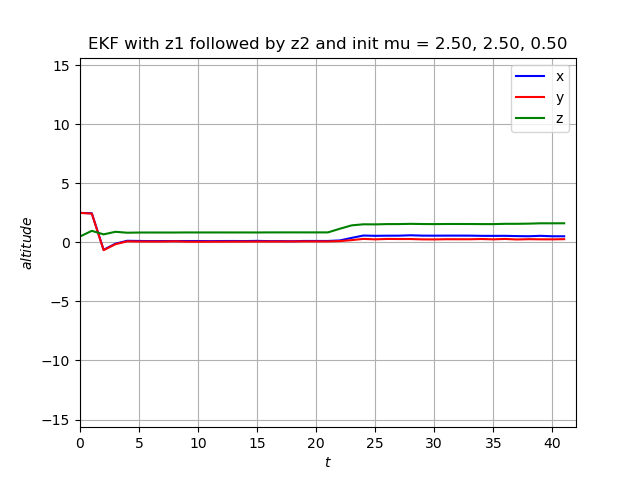 EKF with z1 followed by z2 and init mu = 2.50, 2.50, 0.50
15
10
5
0
−5
−10
−15
altitude
x
y
z
0 5 10 15 20 25 30 35 40
t